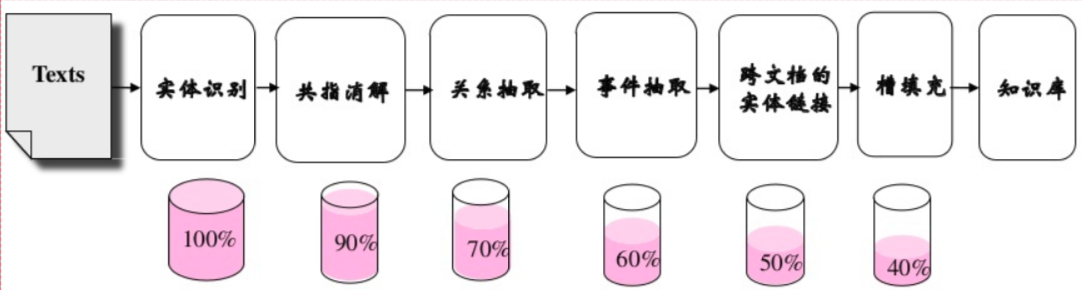 Texts
实体识别
共指消解
关系抽取
事件抽取
跨文档的
实体链接
槽填充
知识库
100%
90%
70%
60%
50%
40%